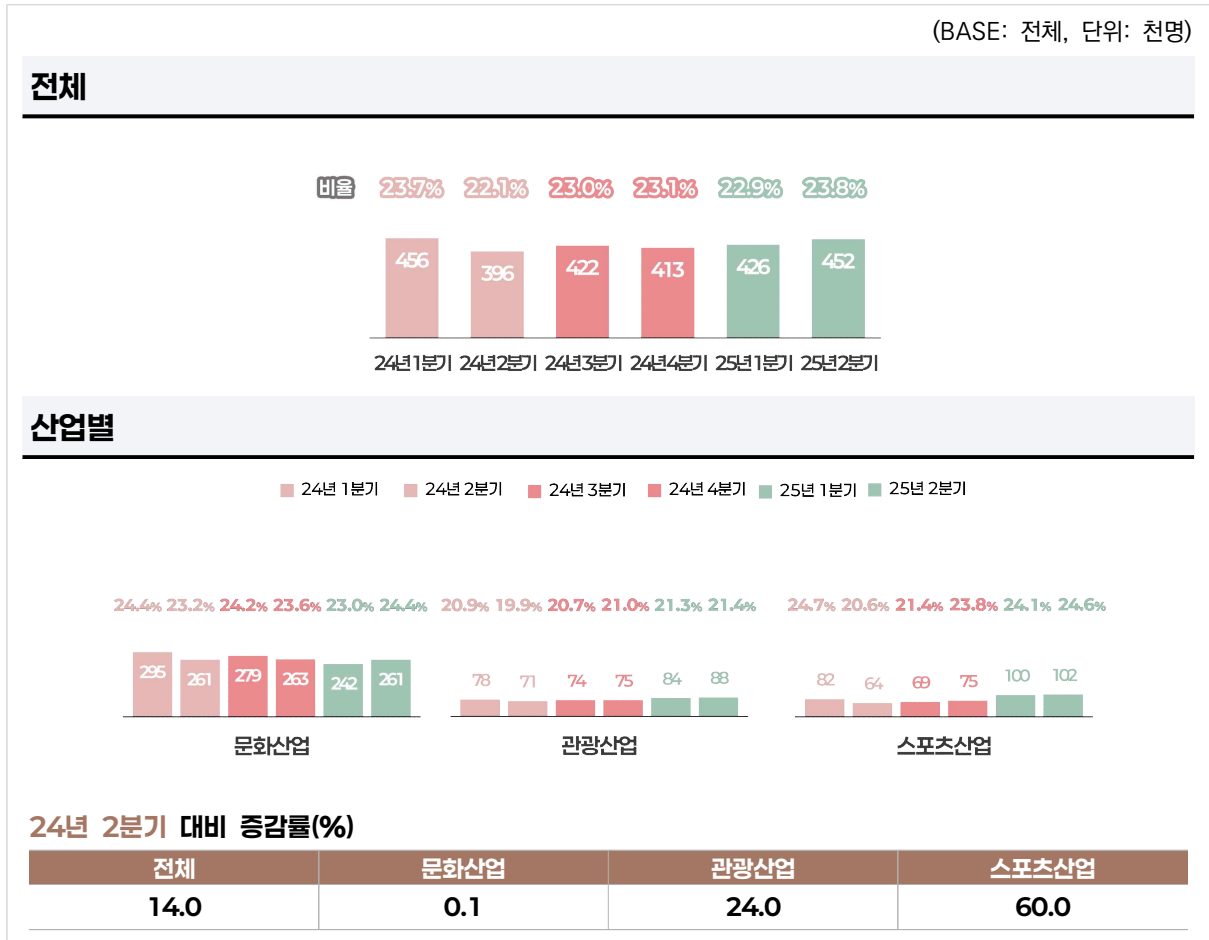 (BASE: 전체, 단위: 천명)
전체
비율 23.7% 22.1% 23.0% 23.1% 22.9% 23.8%
456 396 422 413 426 452
24년1분기 24년2분기 24년3분기 24년4분기 25년1분기 25년2분기
산업별
24년 1분기 24년 2분기 24년 3분기 24년 4분기 25년 1분기 25년 2분기
24.4% 23.2% 24.2% 23.6% 23.0% 24.4% 20.9% 19.9% 20.7% 21.0% 21.3% 21.4% 24.7% 20.6% 21.4% 23.8% 24.1% 24.6%
295 261 279 263 242 261 78 71 74 75 84 88 82 64 69 75 100 102
문화산업 관광산업 스포츠산업
24년 2분기 대비 증감률(%)
전체 문화산업 관광산업 스포츠산업
14.0 0.1 24.0 60.0